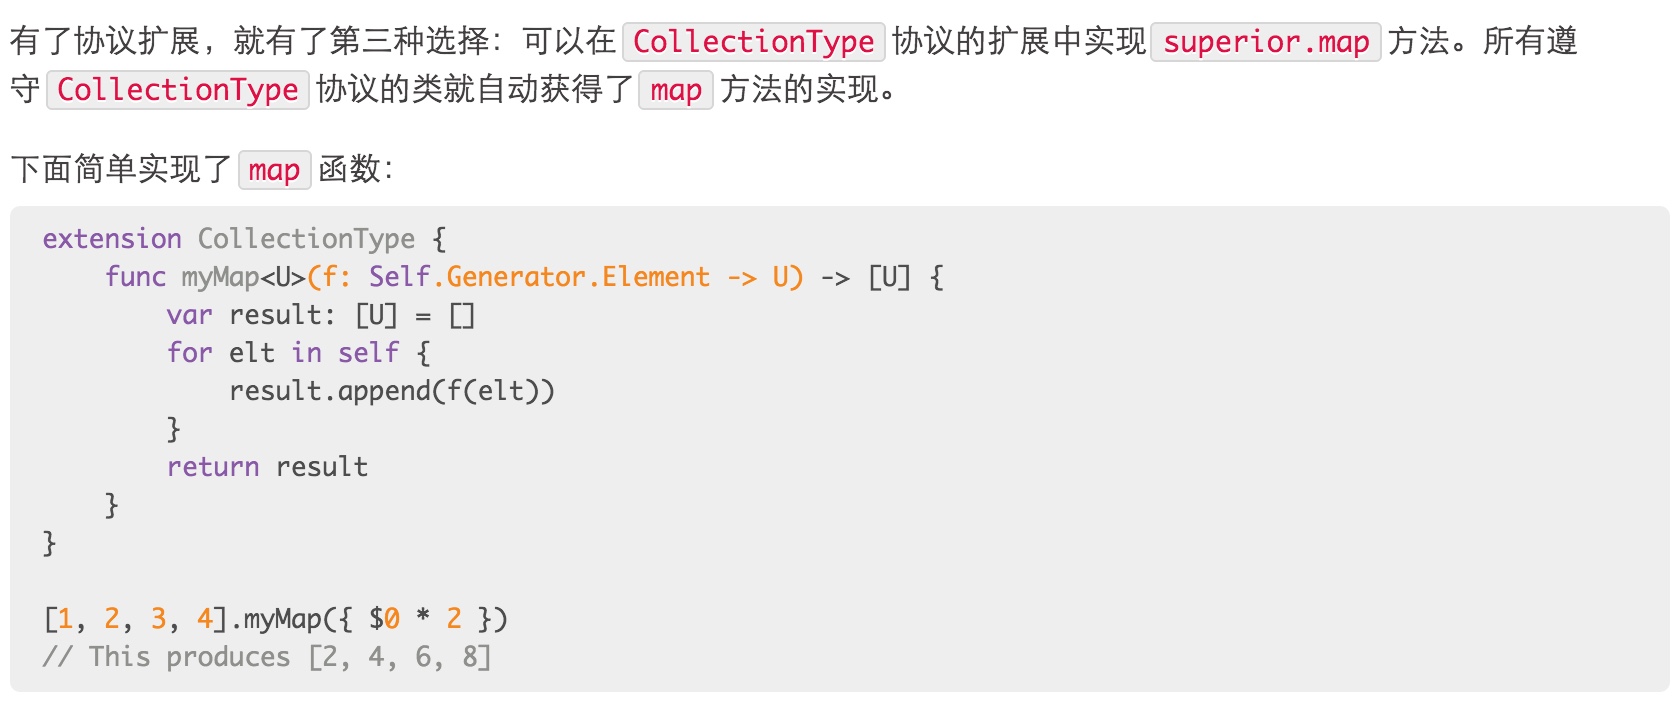 有了协议扩展，就有了第三种选择：可以在 CollectionType 协议的扩展中实现 superior.map 方法。所有遵
守 CollectionType 协议的类就自动获得了 map 方法的实现。
下面简单实现了 map 函数：
extension CollectionType {
    func myMap<U>(f: Self.Generator.Element -> U) -> [U] {
        var result: [U] = []
        for elt in self {
            result.append(f(elt))
        }
        return result
    }
}
[1, 2, 3, 4].myMap({ $0 * 2 })
// This produces [2, 4, 6, 8]